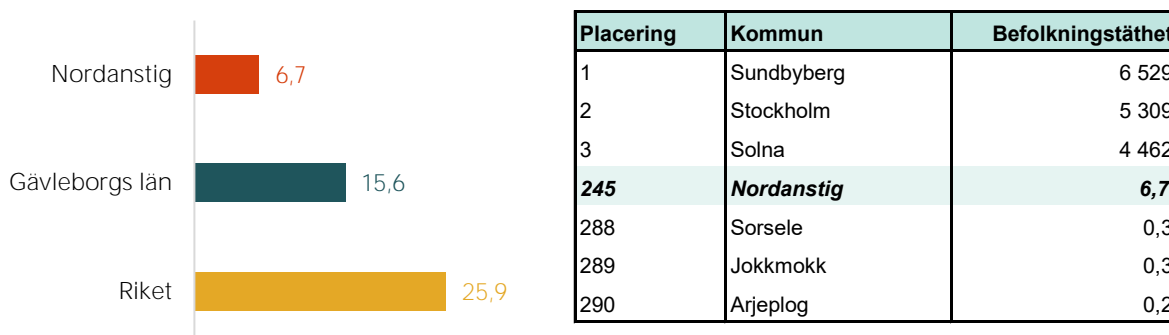 Nordanstig 6,7
Gävleborgs län 15,6
Riket 25,9
Placering Kommun Befolkningstäthet
1 Sundbyberg 6 529
2 Stockholm 5 309
3 Solna 4 462
245 Nordanstig 6,7
288 Sorsele 0,3
289 Jokkmokk 0,3
290 Arjeplog 0,2